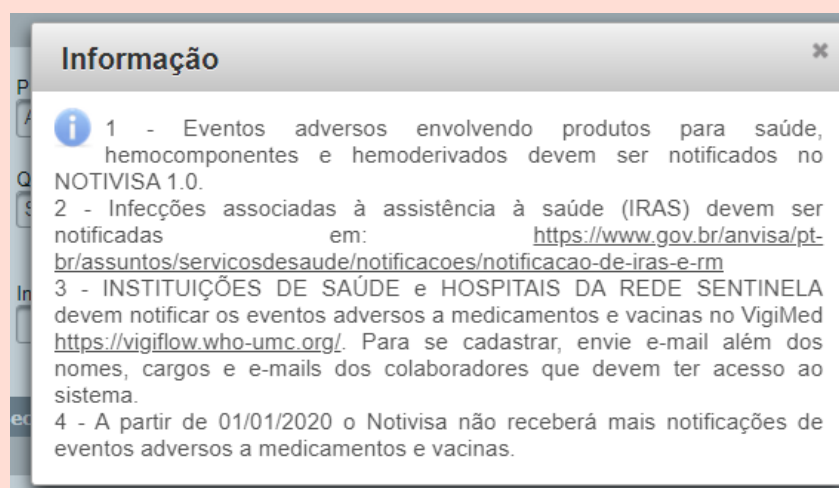 Informação
1 - Eventos adversos envolvendo produtos para saúde,
hemocomponentes e hemoderivados devem ser notificados no
NOTIVISA 1.0.
2 - Infecções associadas à assistência à saúde (IRAS) devem ser
notificadas em: https://www.gov.br/anvisa/pt-
br/assuntos/servicosdesaude/notificacoes/notificacao-de-iras-e-rm
3 - INSTITUIÇÕES DE SAÚDE e HOSPITAIS DA REDE SENTINELA
devem notificar os eventos adversos a medicamentos e vacinas no VigiMed
https://vigiflow.who-umc.org/. Para se cadastrar, envie e-mail além dos
nomes, cargos e e-mails dos colaboradores que devem ter acesso ao
sistema.
4 - A partir de 01/01/2020 o Notivisa não receberá mais notificações de
eventos adversos a medicamentos e vacinas.